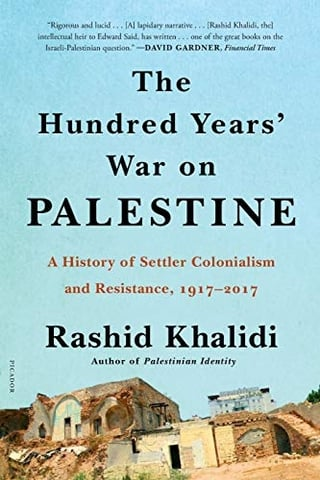 "Rigorous and lucid . . . [A] lapidary narrative . . . [Rashid Khalidi, the]
intellectual heir to Edward Said, has written . . . one of the great books on the
Israeli-Palestinian question." —DAVID GARDNER, Financial Times
The
Hundred Years'
War on
PALESTINE
A History of Settler Colonialism
and Resistance, 1917–2017
Rashid Khalidi
Author of Palestinian Identity
PICADOR